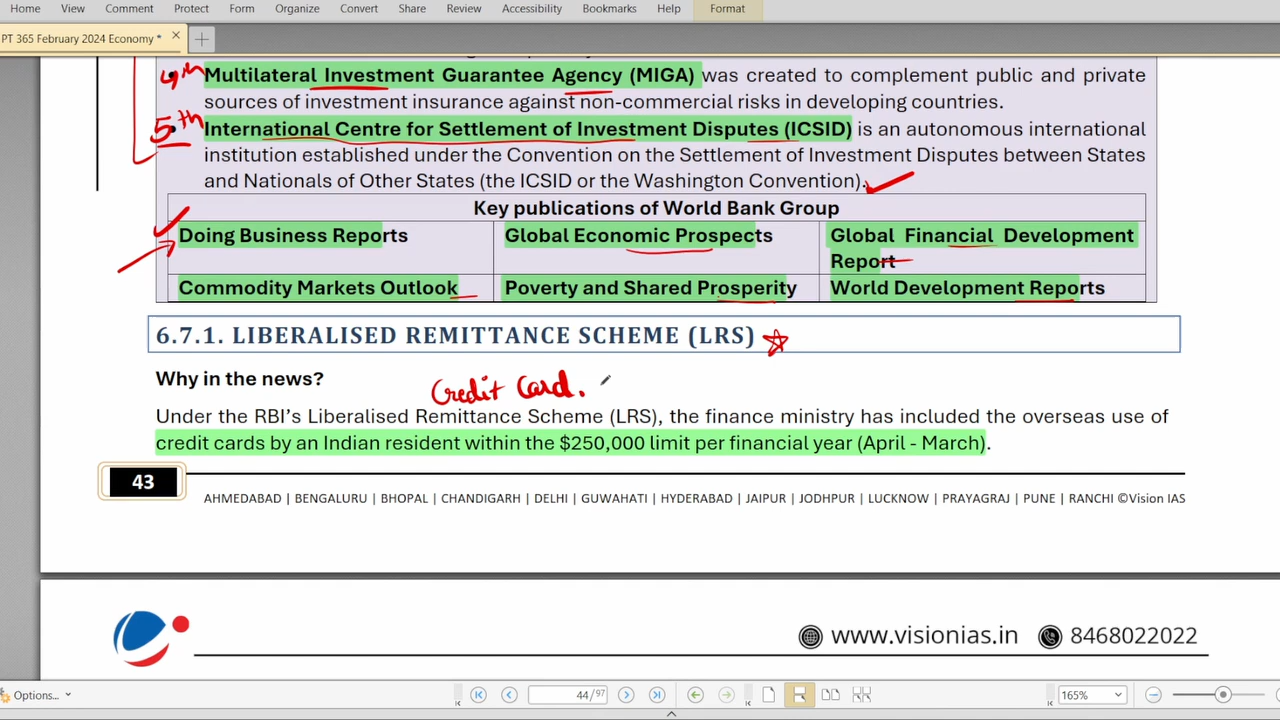 Home View Comment Protect Form Organize Convert Share Review Accessibility Bookmarks Help Format
PT 365 February 2024 Economy *
4th Multilateral Investment Guarantee Agency (MIGA) was created to complement public and private
sources of investment insurance against non-commercial risks in developing countries.
5th International Centre for Settlement of Investment Disputes (ICSID) is an autonomous international
institution established under the Convention on the Settlement of Investment Disputes between States
and Nationals of Other States (the ICSID or the Washington Convention).
Key publications of World Bank Group
Doing Business Reports Global Economic Prospects Global Financial Development
Report
Commodity Markets Outlook Poverty and Shared Prosperity World Development Reports
6.7.1. LIBERALISED REMITTANCE SCHEME (LRS)
Why in the news?
Credit Card.
Under the RBI's Liberalised Remittance Scheme (LRS), the finance ministry has included the overseas use of
credit cards by an Indian resident within the $250,000 limit per financial year (April - March).
43
AHMEDABAD | BENGALURU | BHOPAL | CHANDIGARH | DELHI | GUWAHATI | HYDERABAD | JAIPUR | JODHPUR | LUCKNOW | PRAYAGRAJ | PUNE | RANCHI ©Vision IAS
www.visionias.in 8468022022
Options... 44 / 97 165%